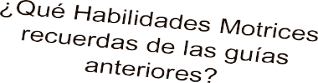 ¿Qué Habilidades Motrices
recuerdas de las guías
anteriores?